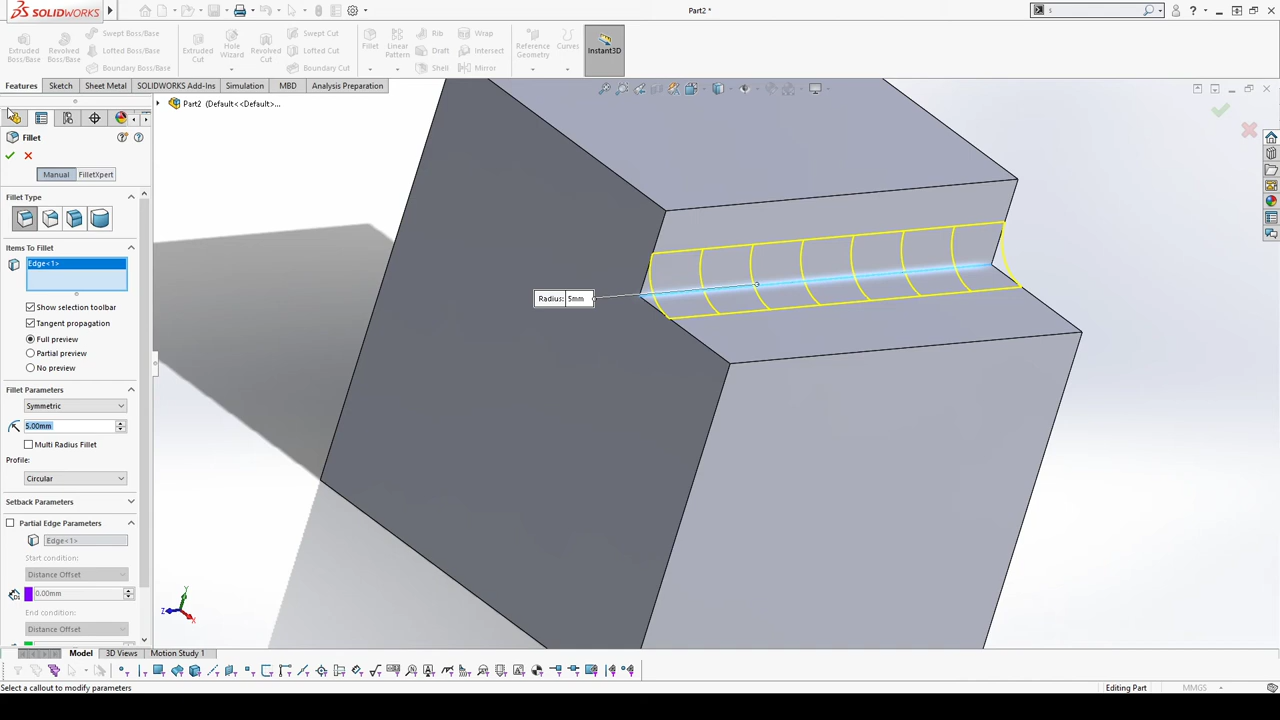 SOLIDWORKS
Part2 *
s
Extruded Boss/Base
Revolved Boss/Base
Swept Boss/Base
Lofted Boss/Base
Boundary Boss/Base
Extruded Cut
Hole Wizard
Revolved Cut
Swept Cut
Lofted Cut
Boundary Cut
Fillet
Linear Pattern
Rib
Draft
Shell
Wrap
Intersect
Mirror
Reference Geometry
Curves
Instant3D
Features
Sketch
Sheet Metal
SOLIDWORKS Add-Ins
Simulation
MBD
Analysis Preparation
Part2 (Default<<Default>...
Fillet
Manual
FilletXpert
Fillet Type
Items To Fillet
Edge<1>
Show selection toolbar
Tangent propagation
Full preview
Partial preview
No preview
Fillet Parameters
Symmetric
5.00mm
Multi Radius Fillet
Profile:
Circular
Setback Parameters
Partial Edge Parameters
Edge<1>
Start condition:
Distance Offset
0.00mm
End condition:
Distance Offset
Radius: 5mm
Y
Z
X
Model
3D Views
Motion Study 1
Select a callout to modify parameters
Editing Part
MMGS